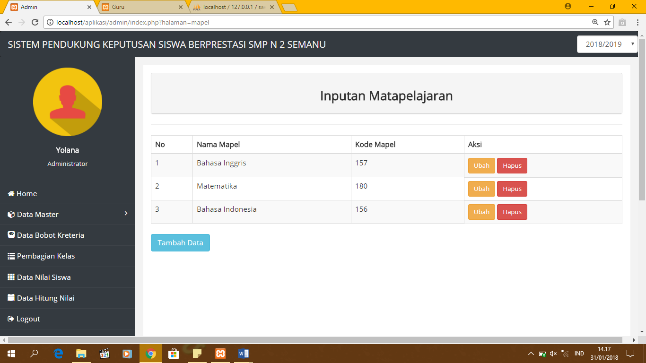 Admin
Guru
localhost / 127.0.0.1 /
localhost/aplikasi/admin/index.php?halaman=mapel
SISTEM PENDUKUNG KEPUTUSAN SISWA BERPRESTASI SMP N 2 SEMANU
2018/2019
Yolana
Administrator
Home
Data Master
Data Bobot Kreteria
Pembagian Kelas
Data Nilai Siswa
Data Hitung Nilai
Logout
Inputan Matapelajaran
No Nama Mapel Kode Mapel Aksi
1 Bahasa Inggris 157 Ubah Hapus
2 Matematika 180 Ubah Hapus
3 Bahasa Indonesia 156 Ubah Hapus
Tambah Data
IND
14.17
31/01/2018